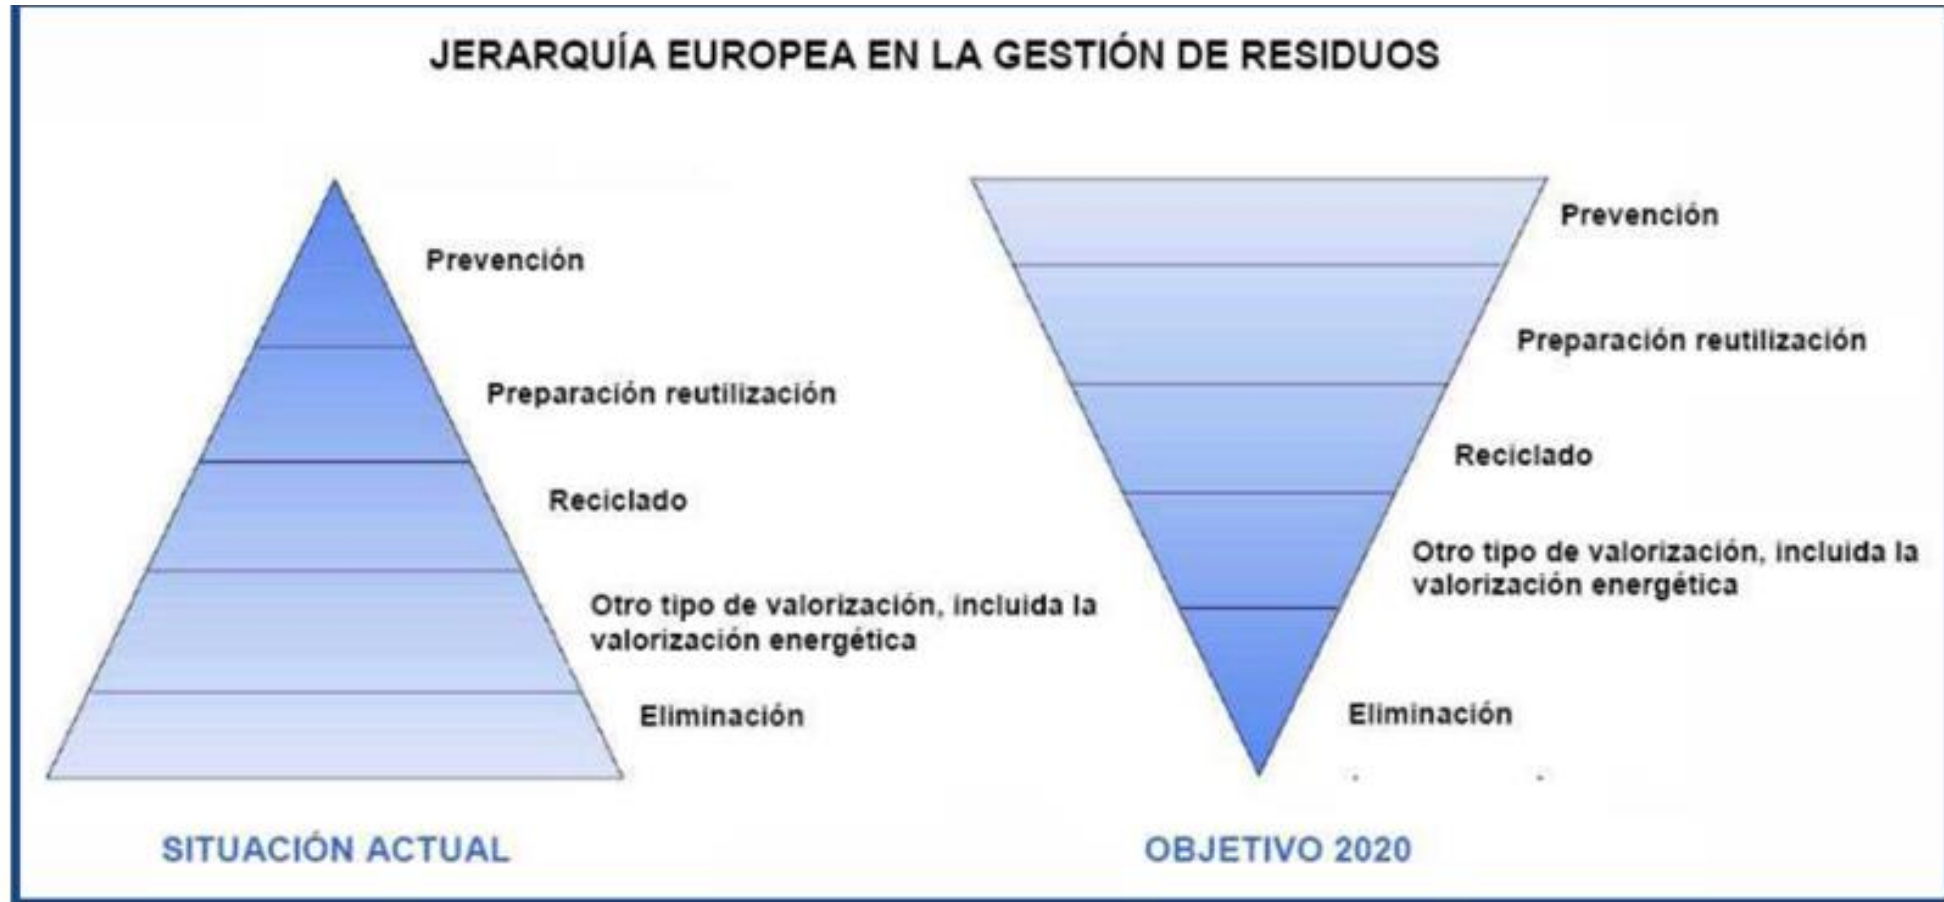 JERARQUÍA EUROPEA EN LA GESTIÓN DE RESIDUOS
Prevención
Preparación reutilización
Reciclado
Otro tipo de valorización, incluida la
valorización energética
Eliminación
SITUACIÓN ACTUAL
Prevención
Preparación reutilización
Reciclado
Otro tipo de valorización, incluida la
valorización energética
Eliminación
OBJETIVO 2020